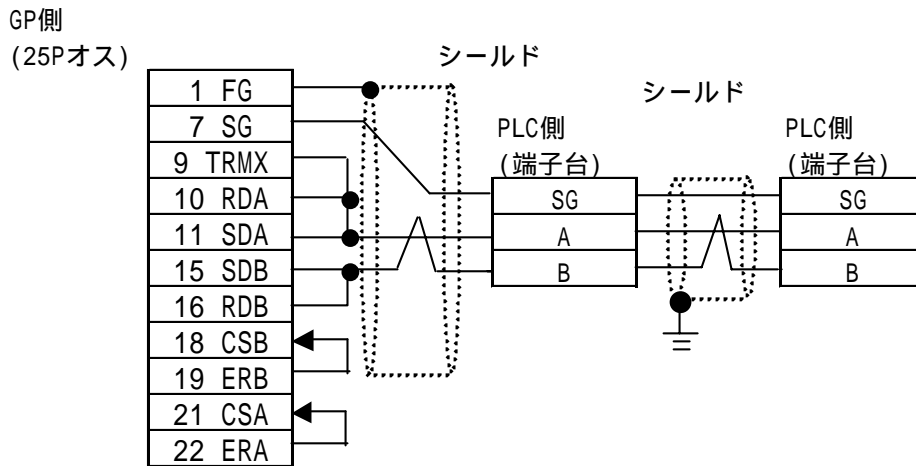 GP側
(25Pオス)
シールド
シールド
1 FG
7 SG
9 TRMX
10 RDA
11 SDA
15 SDB
16 RDB
18 CSB
19 ERB
21 CSA
22 ERA
PLC側
(端子台)
SG
A
B
PLC側
(端子台)
SG
A
B